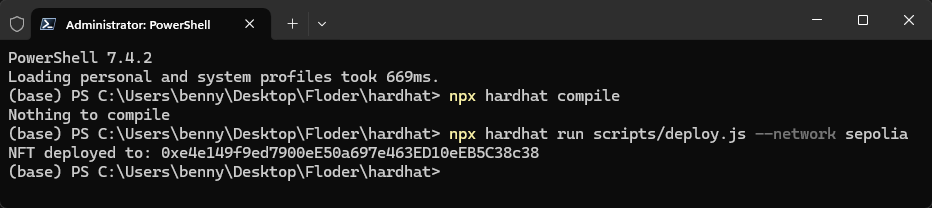 Administrator: PowerShell
PowerShell 7.4.2
Loading personal and system profiles took 669ms.
(base) PS C:\Users\benny\Desktop\Floder\hardhat> npx hardhat compile
Nothing to compile
(base) PS C:\Users\benny\Desktop\Floder\hardhat> npx hardhat run scripts/deploy.js --network sepolia
NFT deployed to: 0xe4e149f9ed7900eE50a697e463ED10eEB5C38c38
(base) PS C:\Users\benny\Desktop\Floder\hardhat>